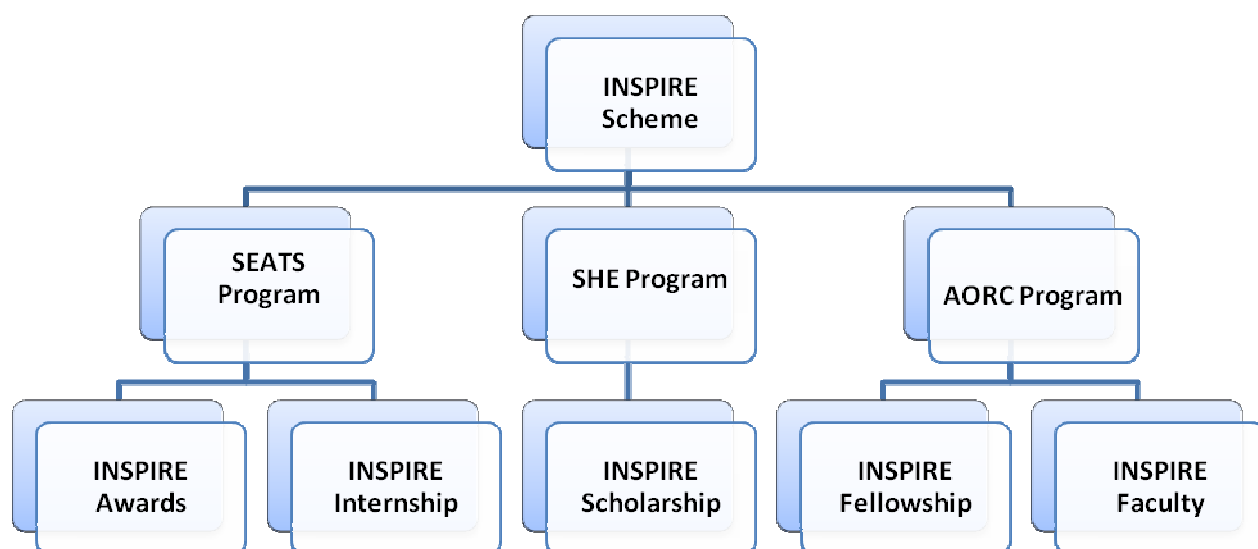 INSPIRE
Scheme
SEATS
Program
SHE Program
AORC Program
INSPIRE
Awards
INSPIRE
Internship
INSPIRE
Scholarship
INSPIRE
Fellowship
INSPIRE
Faculty